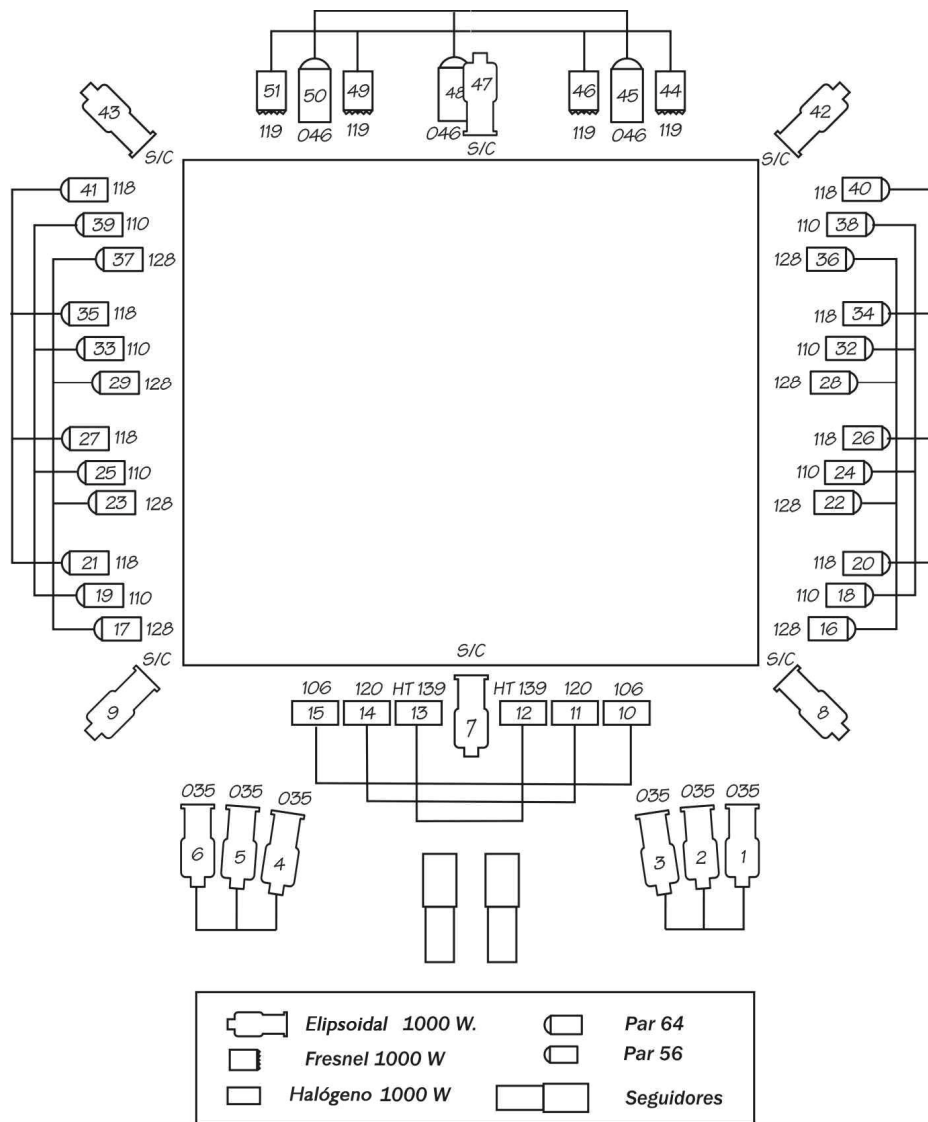 51 50 49 48 47 46 45 44
119 046 119 046 S/C 119 046 119
43 42
S/C S/C
41 118 118 40
39 110 110 38
37 128 128 36
35 118 118 34
33 110 110 32
29 128 128 28
27 118 118 26
25 110 110 24
23 128 128 22
21 118 118 20
19 110 110 18
17 128 128 16
S/C S/C S/C
9 8
106 120 HT 139 HT 139 120 106
15 14 13 7 12 11 10
035 035 035 035 035 035
6 5 4 3 2 1
Elipsoidal 1000 W. Par 64
Fresnel 1000 W Par 56
Halógeno 1000 W Seguidores